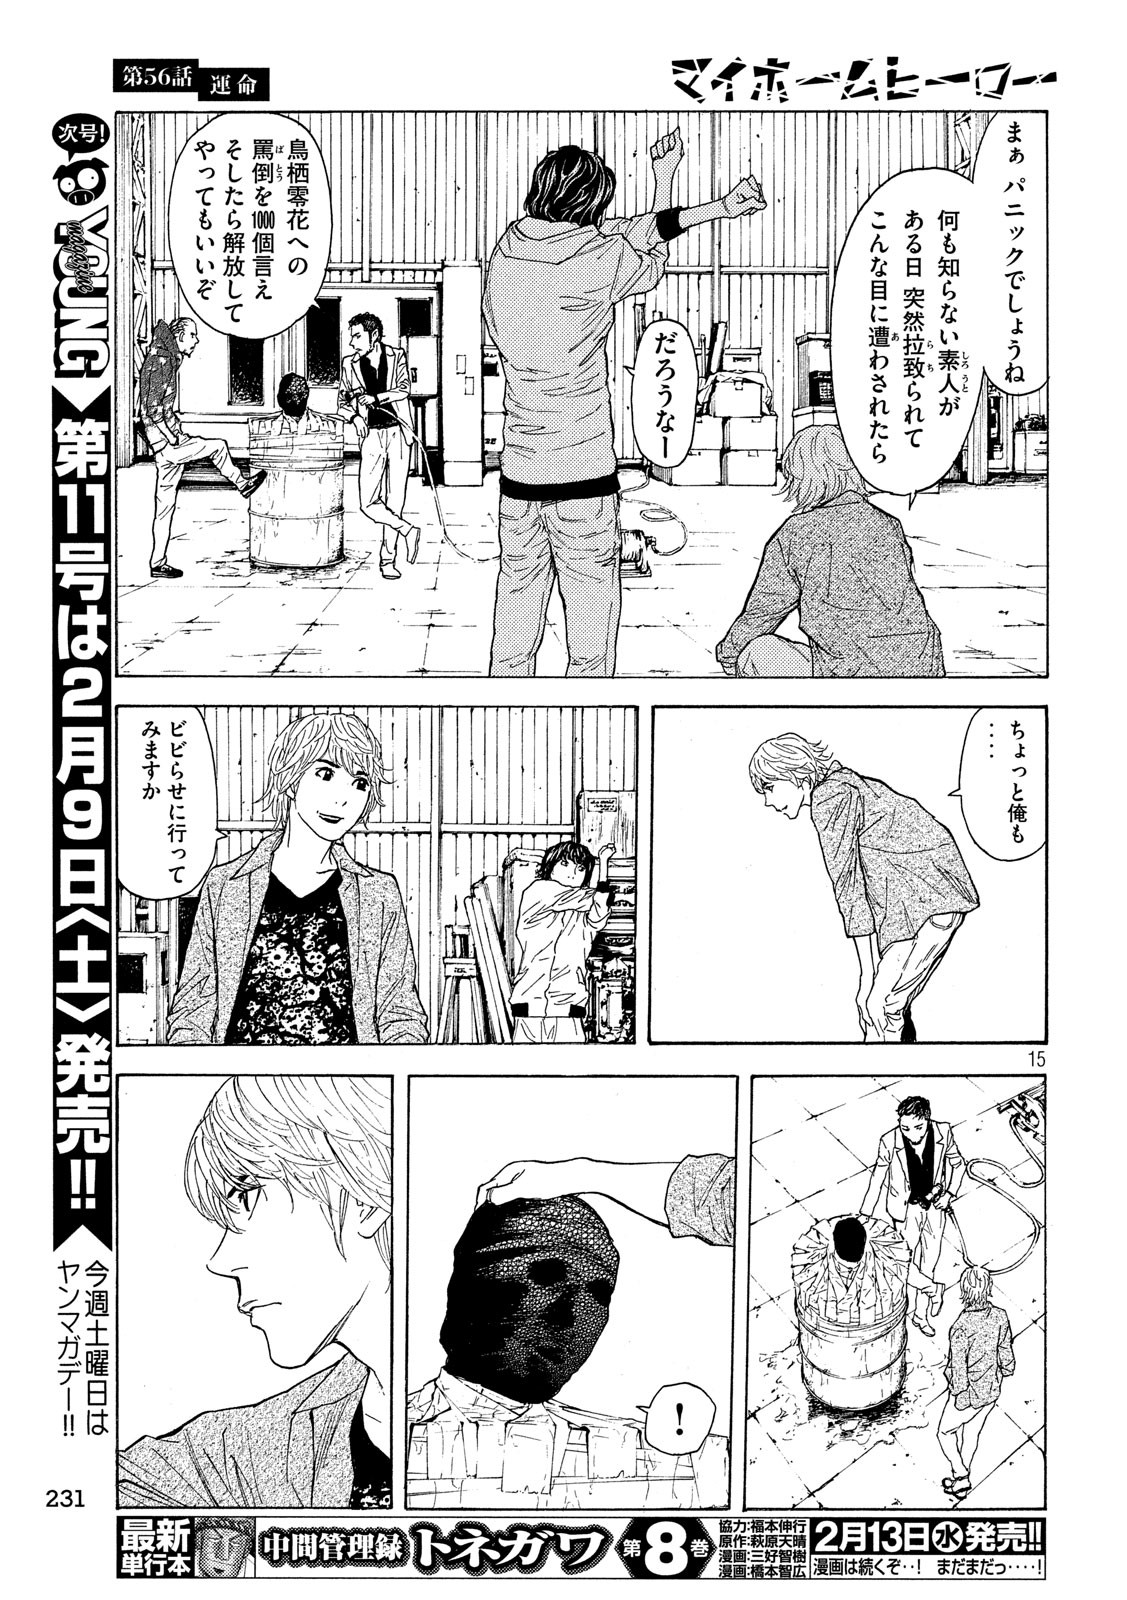 第56話
運命
マイホームヒーロー
まぁ パニックでしょうね
何も知らない素人が
ある日 突然拉致られて
こんな目に遭わされたら
しろうと
らち
あ
だろうなー
鳥栖零花への
罵倒を1000個言え
そしたら解放して
やってもいいぞ
ばとう
ちょっと俺も
‥‥
ビビらせに行って
みますか
15
!
次号!
YOUNG
magazine
第11号は2月9日〈土〉発売!!
今週土曜日は
ヤンマガデー!!
231
最新
単行本
中間管理録
トネガワ
第8巻
協力:福本伸行
原作:萩原天晴
漫画:三好智樹
漫画:橋本智広
2月13日㊌発売!!
漫画は続くぞ‥! まだまだっ‥‥!